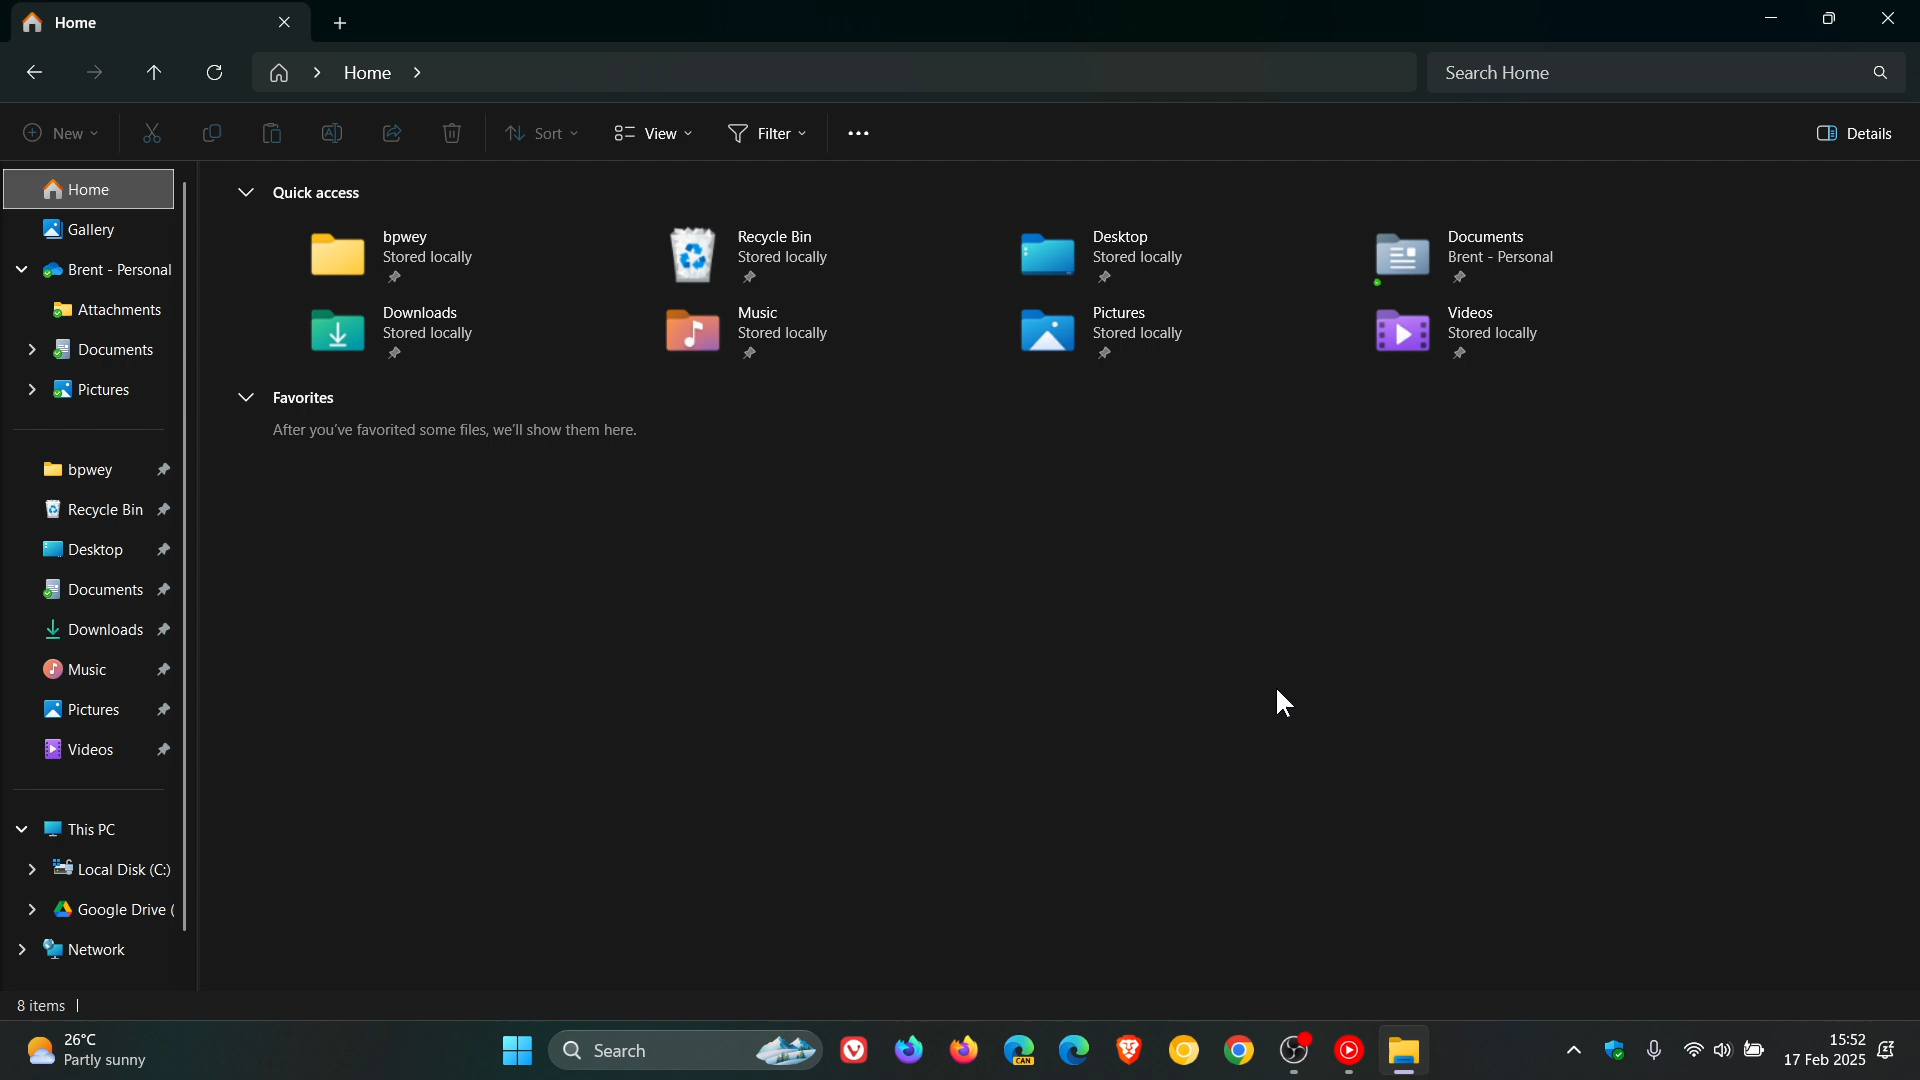 Home
Home
Search Home
New
Sort
View
Filter
Details
Home
Gallery
Brent - Personal
Attachments
Documents
Pictures
bpwey
Recycle Bin
Desktop
Documents
Downloads
Music
Pictures
Videos
This PC
Local Disk (C:)
Google Drive (
Network
Quick access
bpwey
Stored locally
Recycle Bin
Stored locally
Desktop
Stored locally
Documents
Brent - Personal
Downloads
Stored locally
Music
Stored locally
Pictures
Stored locally
Videos
Stored locally
Favorites
After you've favorited some files, we'll show them here.
8 items
26°C
Partly sunny
Search
CAN
15:52
17 Feb 2025